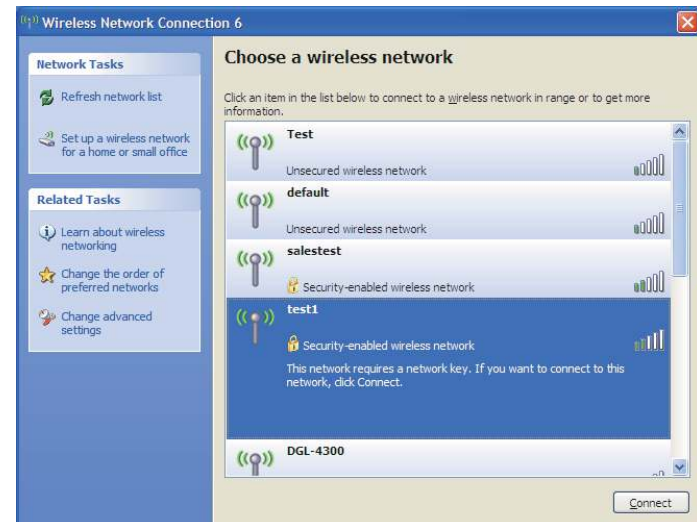 Wireless Network Connection 6
Network Tasks
Refresh network list
Set up a wireless network
for a home or small office
Related Tasks
Learn about wireless
networking
Change the order of
preferred networks
Change advanced
settings
Choose a wireless network
Click an item in the list below to connect to a wireless network in range or to get more
information.
Test
Unsecured wireless network
default
Unsecured wireless network
salestest
Security-enabled wireless network
test1
Security-enabled wireless network
This network requires a network key. If you want to connect to this
network, click Connect.
DGL-4300
Connect